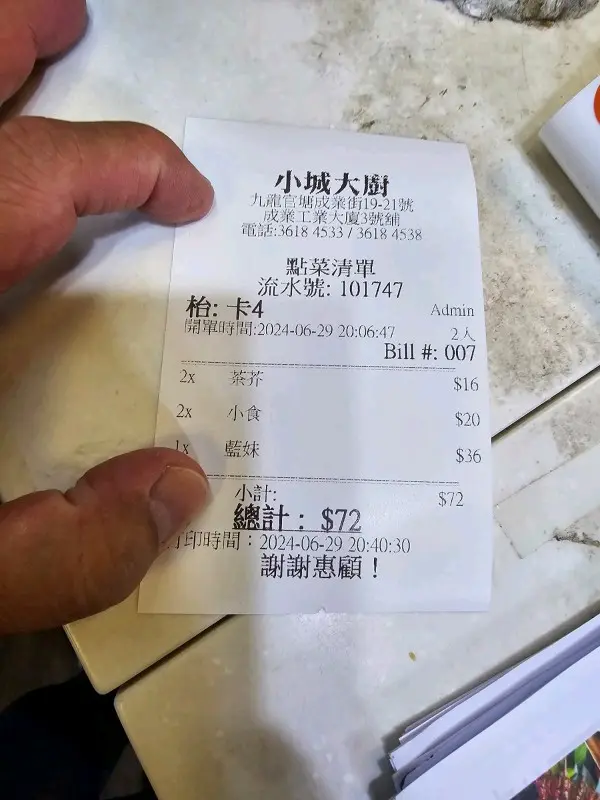 小城大廚
九龍官塘成業街19-21號
成業工業大廈3號舖
電話:3618 4533 / 3618 4538
點菜清單
流水號: 101747
枱: 卡4 Admin
開單時間:2024-06-29 20:06:47 2人
Bill #: 007
2x 茶芥 $16
2x 小食 $20
1x 藍妹 $36
小計: $72
總計： $72
印時間：2024-06-29 20:40:30
謝謝惠顧！